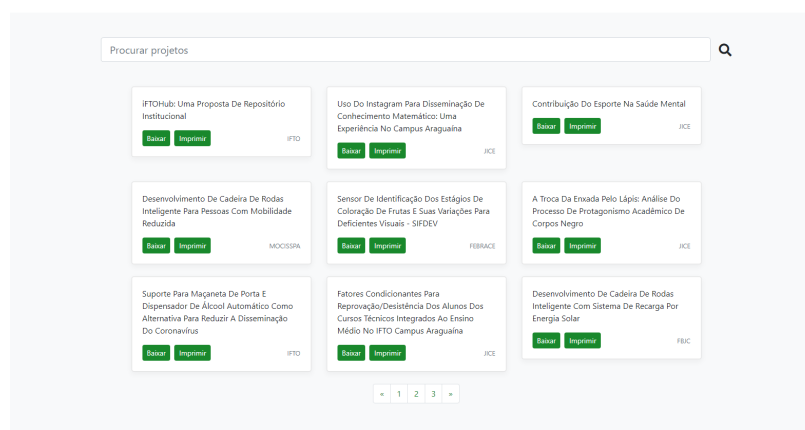 Procurar projetos
iFTOHub: Uma Proposta De Repositório
Institucional
Baixar Imprimir IFTO
Uso Do Instagram Para Disseminação De
Conhecimento Matemático: Uma
Experiência No Campus Araguaína
Baixar Imprimir JICE
Contribuição Do Esporte Na Saúde Mental
Baixar Imprimir JICE
Desenvolvimento De Cadeira De Rodas
Inteligente Para Pessoas Com Mobilidade
Reduzida
Baixar Imprimir MOCISSPA
Sensor De Identificação Dos Estágios De
Coloração De Frutas E Suas Variações Para
Deficientes Visuais - SIFDEV
Baixar Imprimir FEBRACE
A Troca Da Enxada Pelo Lápis: Análise Do
Processo De Protagonismo Acadêmico De
Corpos Negro
Baixar Imprimir JICE
Suporte Para Maçaneta De Porta E
Dispensador De Álcool Automático Como
Alternativa Para Reduzir A Disseminação
Do Coronavírus
Baixar Imprimir IFTO
Fatores Condicionantes Para
Reprovação/Desistência Dos Alunos Dos
Cursos Técnicos Integrados Ao Ensino
Médio No IFTO Campus Araguaína
Baixar Imprimir JICE
Desenvolvimento De Cadeira De Rodas
Inteligente Com Sistema De Recarga Por
Energia Solar
Baixar Imprimir FBJC
« 1 2 3 »